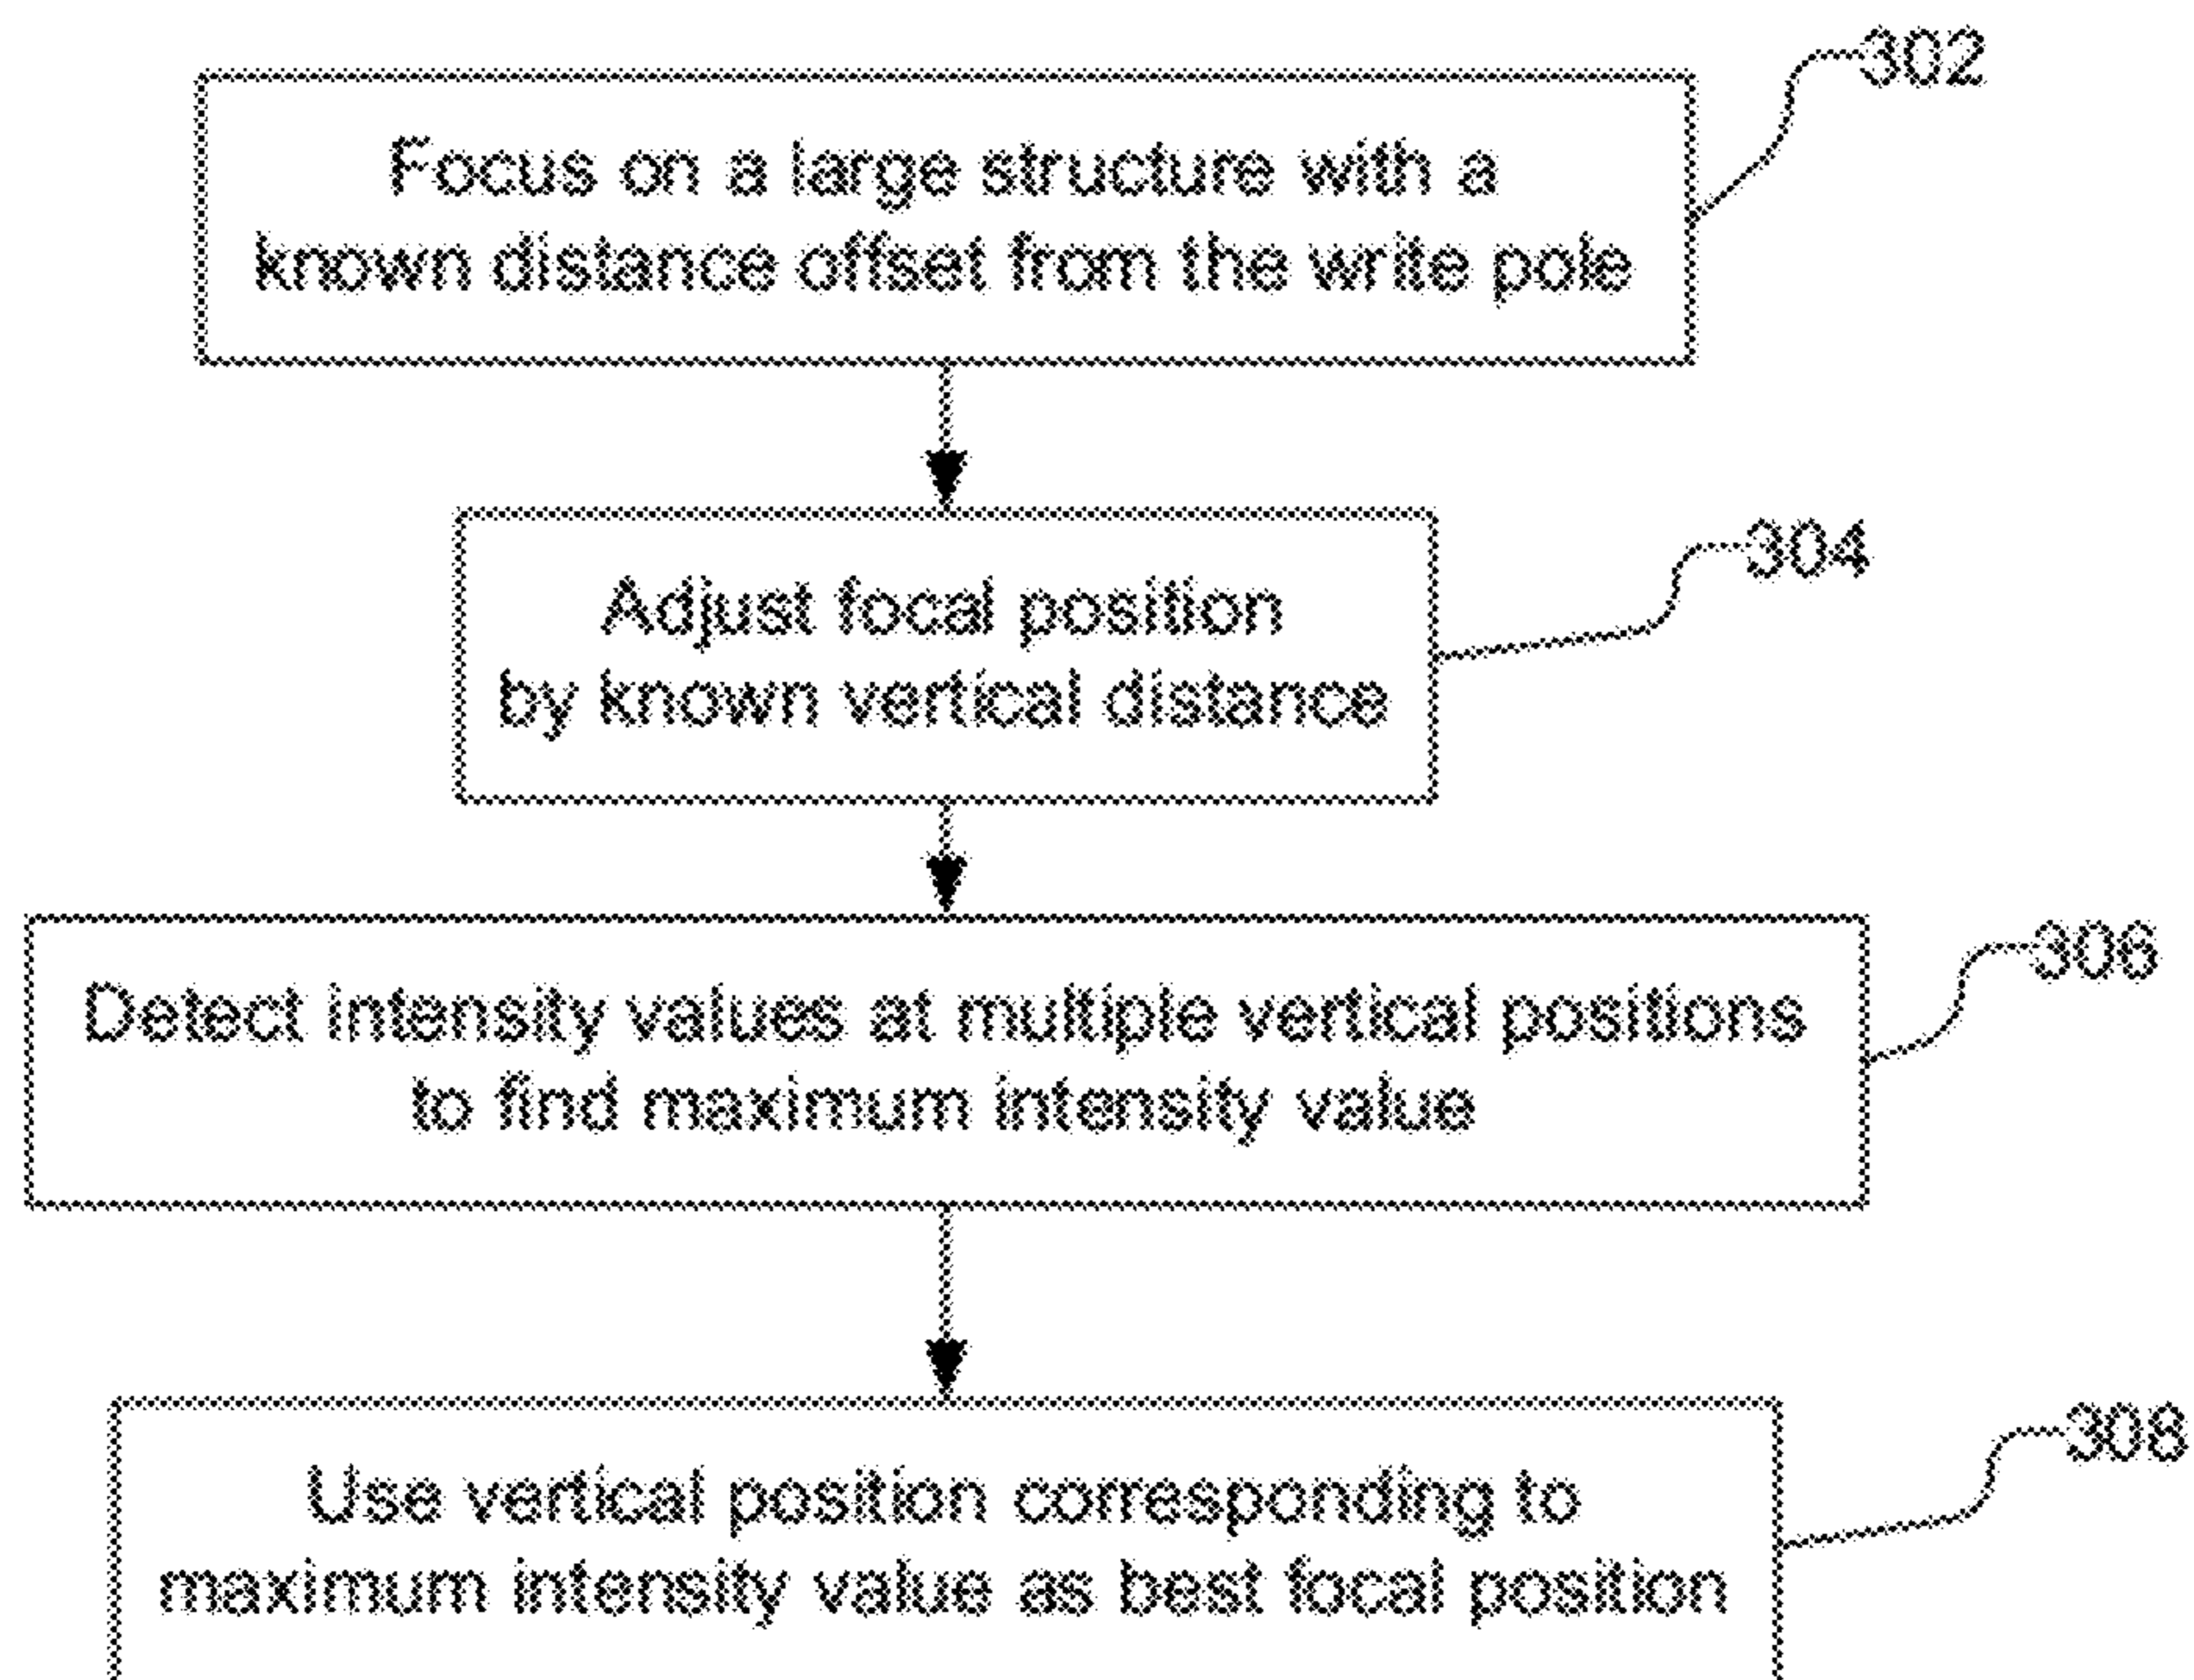 302
Focus on a large structure with a
known distance offset from the write pole
304
Adjust focal position
by known vertical distance
306
Detect intensity values at multiple vertical positions
to find maximum intensity value
308
Use vertical position corresponding to
maximum intensity value as best focal position